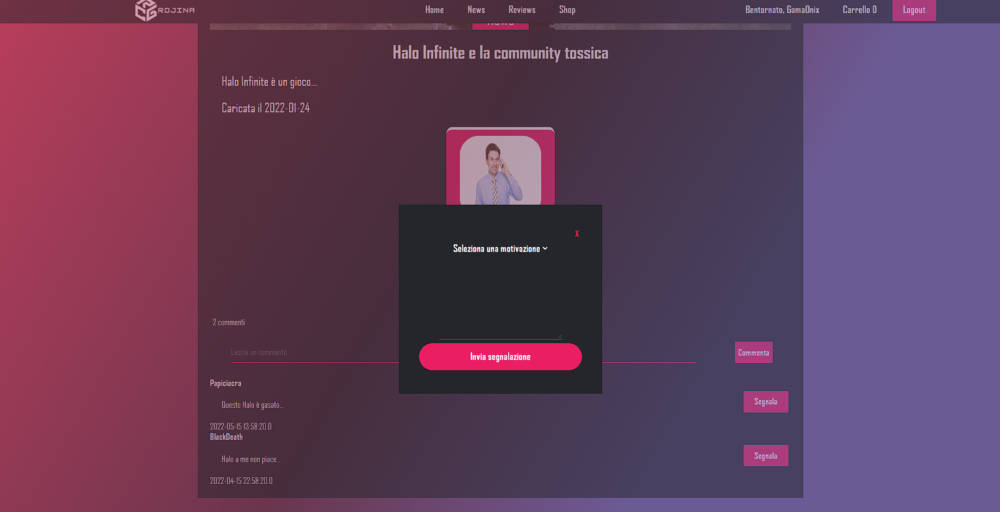 ROJINA
Home News Reviews Shop
Bentornato, GamaOnix Carrello 0 Logout
News
Halo Infinite e la community tossica
Halo Infinite è un gioco...
Caricata il 2022-01-24
X
Seleziona una motivazione
2 commenti
Lascia un commento
Commenta
Invia segnalazione
Papiciacra
Questo Halo è gasato...
Segnala
2022-05-15 13:58:20.0
BlackDeath
Halo a me non piace...
Segnala
2022-04-15 22:58:20.0